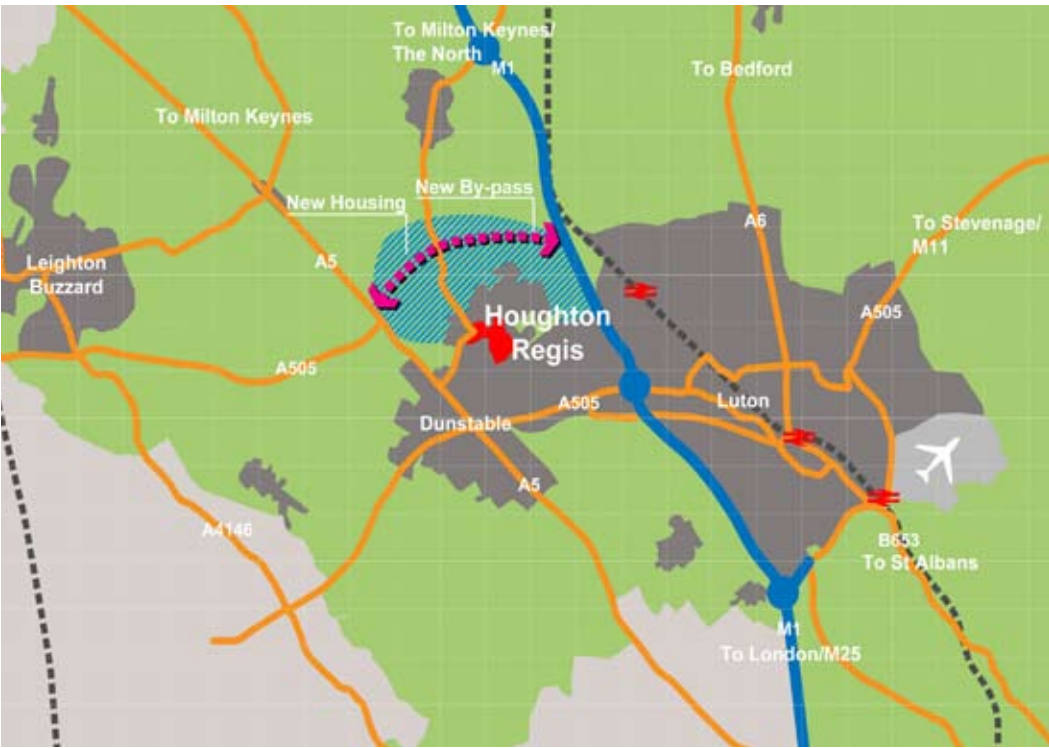 To Milton Keynes/
The North
M1
To Bedford
To Milton Keynes
New By-pass
New Housing
A6
To Stevenage/
M11
A5
Leighton
Buzzard
Houghton
Regis
A505
A505
A505
Luton
Dunstable
A5
A4146
B653
To St Albans
M1
To London/M25